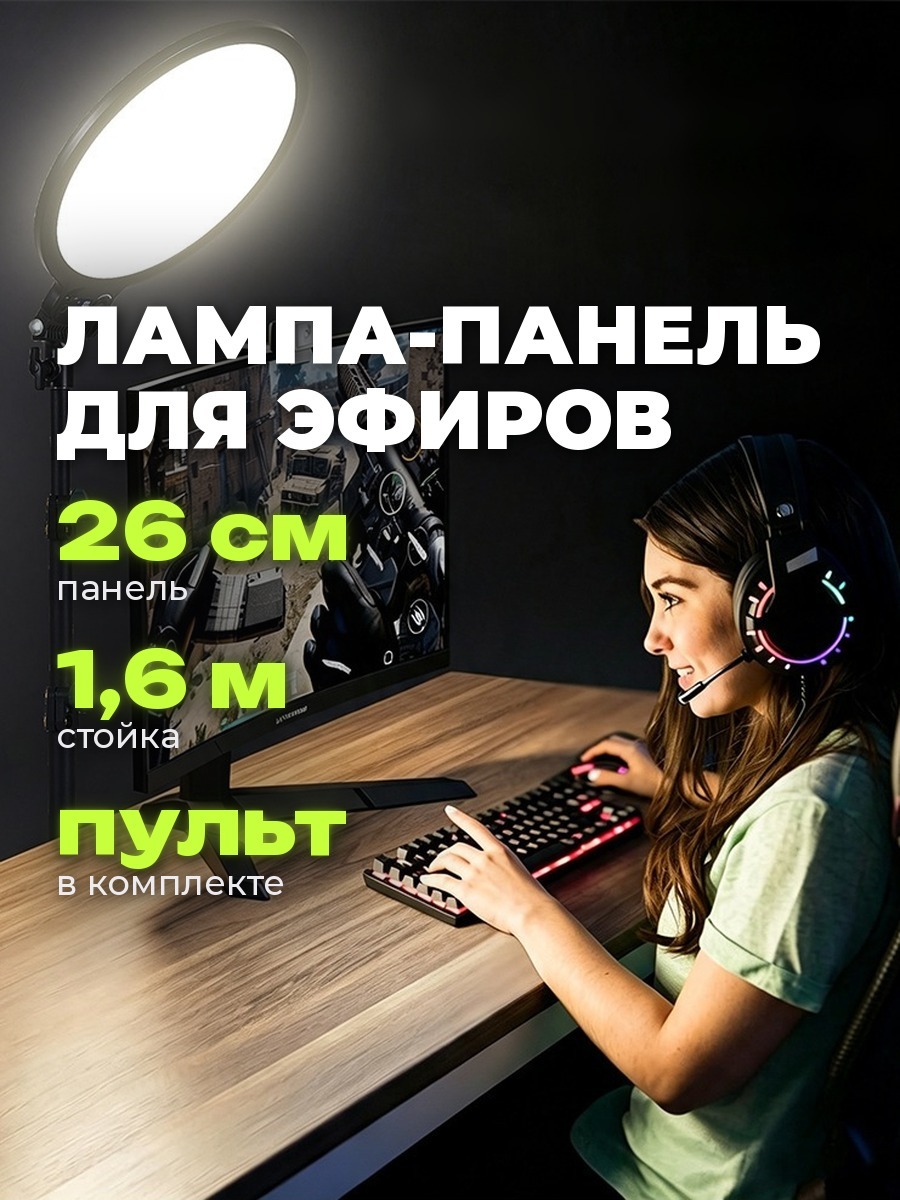 ЛАМПА-ПАНЕЛЬ
ДЛЯ ЭФИРОВ
26 см
панель
1,6 м
стойка
пульт
в комплекте